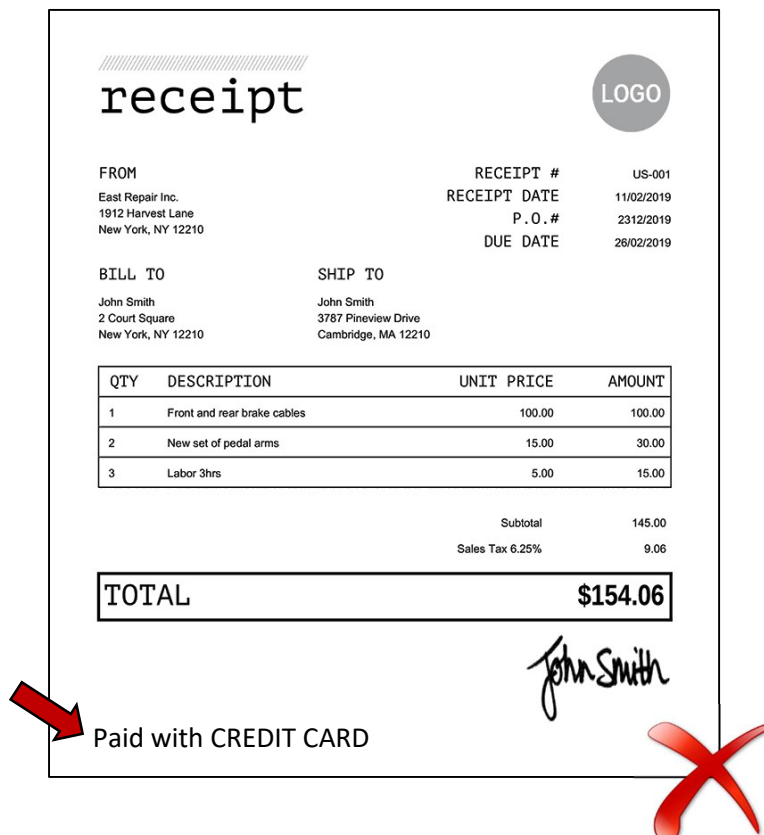 receipt
LOGO
FROM
East Repair Inc.
1912 Harvest Lane
New York, NY 12210
RECEIPT # US-001
RECEIPT DATE 11/02/2019
P.O.# 2312/2019
DUE DATE 26/02/2019
BILL TO
John Smith
2 Court Square
New York, NY 12210
SHIP TO
John Smith
3787 Pineview Drive
Cambridge, MA 12210
QTY DESCRIPTION UNIT PRICE AMOUNT
1 Front and rear brake cables 100.00 100.00
2 New set of pedal arms 15.00 30.00
3 Labor 3hrs 5.00 15.00
Subtotal 145.00
Sales Tax 6.25% 9.06
TOTAL $154.06
John Smith
Paid with CREDIT CARD